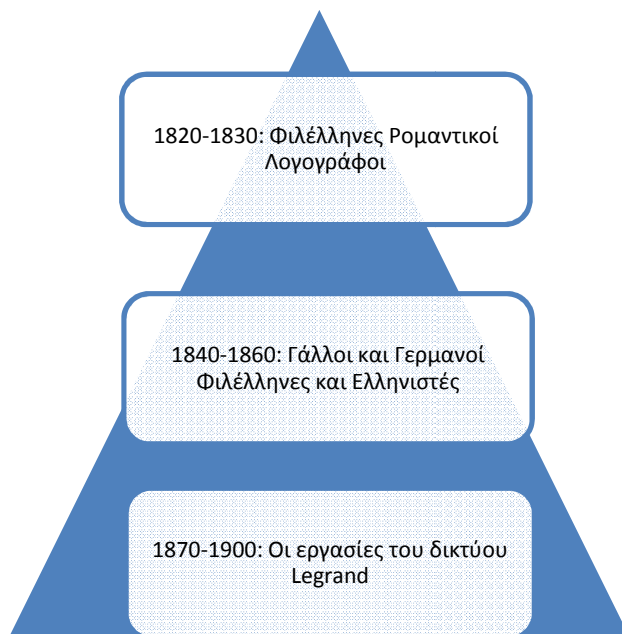 1820-1830: Φιλέλληνες Ρομαντικοί
Λογογράφοι
1840-1860: Γάλλοι και Γερμανοί
Φιλέλληνες και Ελληνιστές
1870-1900: Οι εργασίες του δικτύου
Legrand